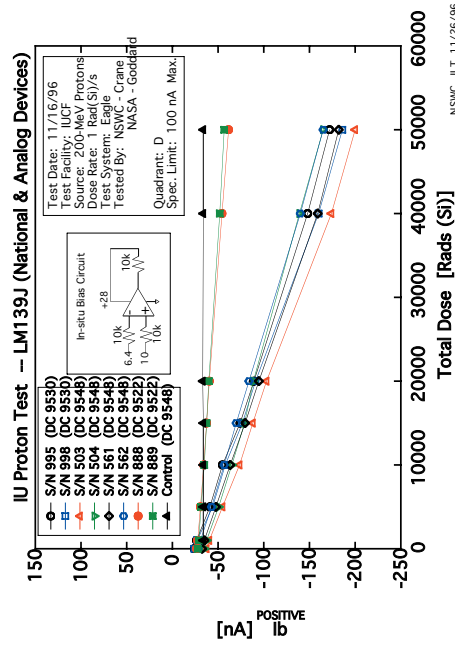 IU Proton Test -- LM139J (National & Analog Devices)
S/N 995 (DC 9530)
S/N 998 (DC 9530)
S/N 503 (DC 9548)
S/N 504 (DC 9548)
S/N 561 (DC 9548)
S/N 562 (DC 9548)
S/N 888 (DC 9522)
S/N 889 (DC 9522)
Control (DC 9548)
In-situ Bias Circuit
+28
6.4
10k
10
10k
10k
Test Date: 11/16/96
Test Facility: IUCF
Source: 200-MeV Protons
Dose Rate: 1 Rad(Si)/s
Test System: Eagle
Tested By: NSWC - Crane
NASA - Goddard
Quadrant: D
Spec. Limit: 100 nA Max.
150
100
50
0
-50
-100
-150
-200
-250
[nA] Ib POSITIVE
0
10000
20000
30000
40000
50000
60000
Total Dose [Rads (Si)]
NSWC JLT 11/26/96